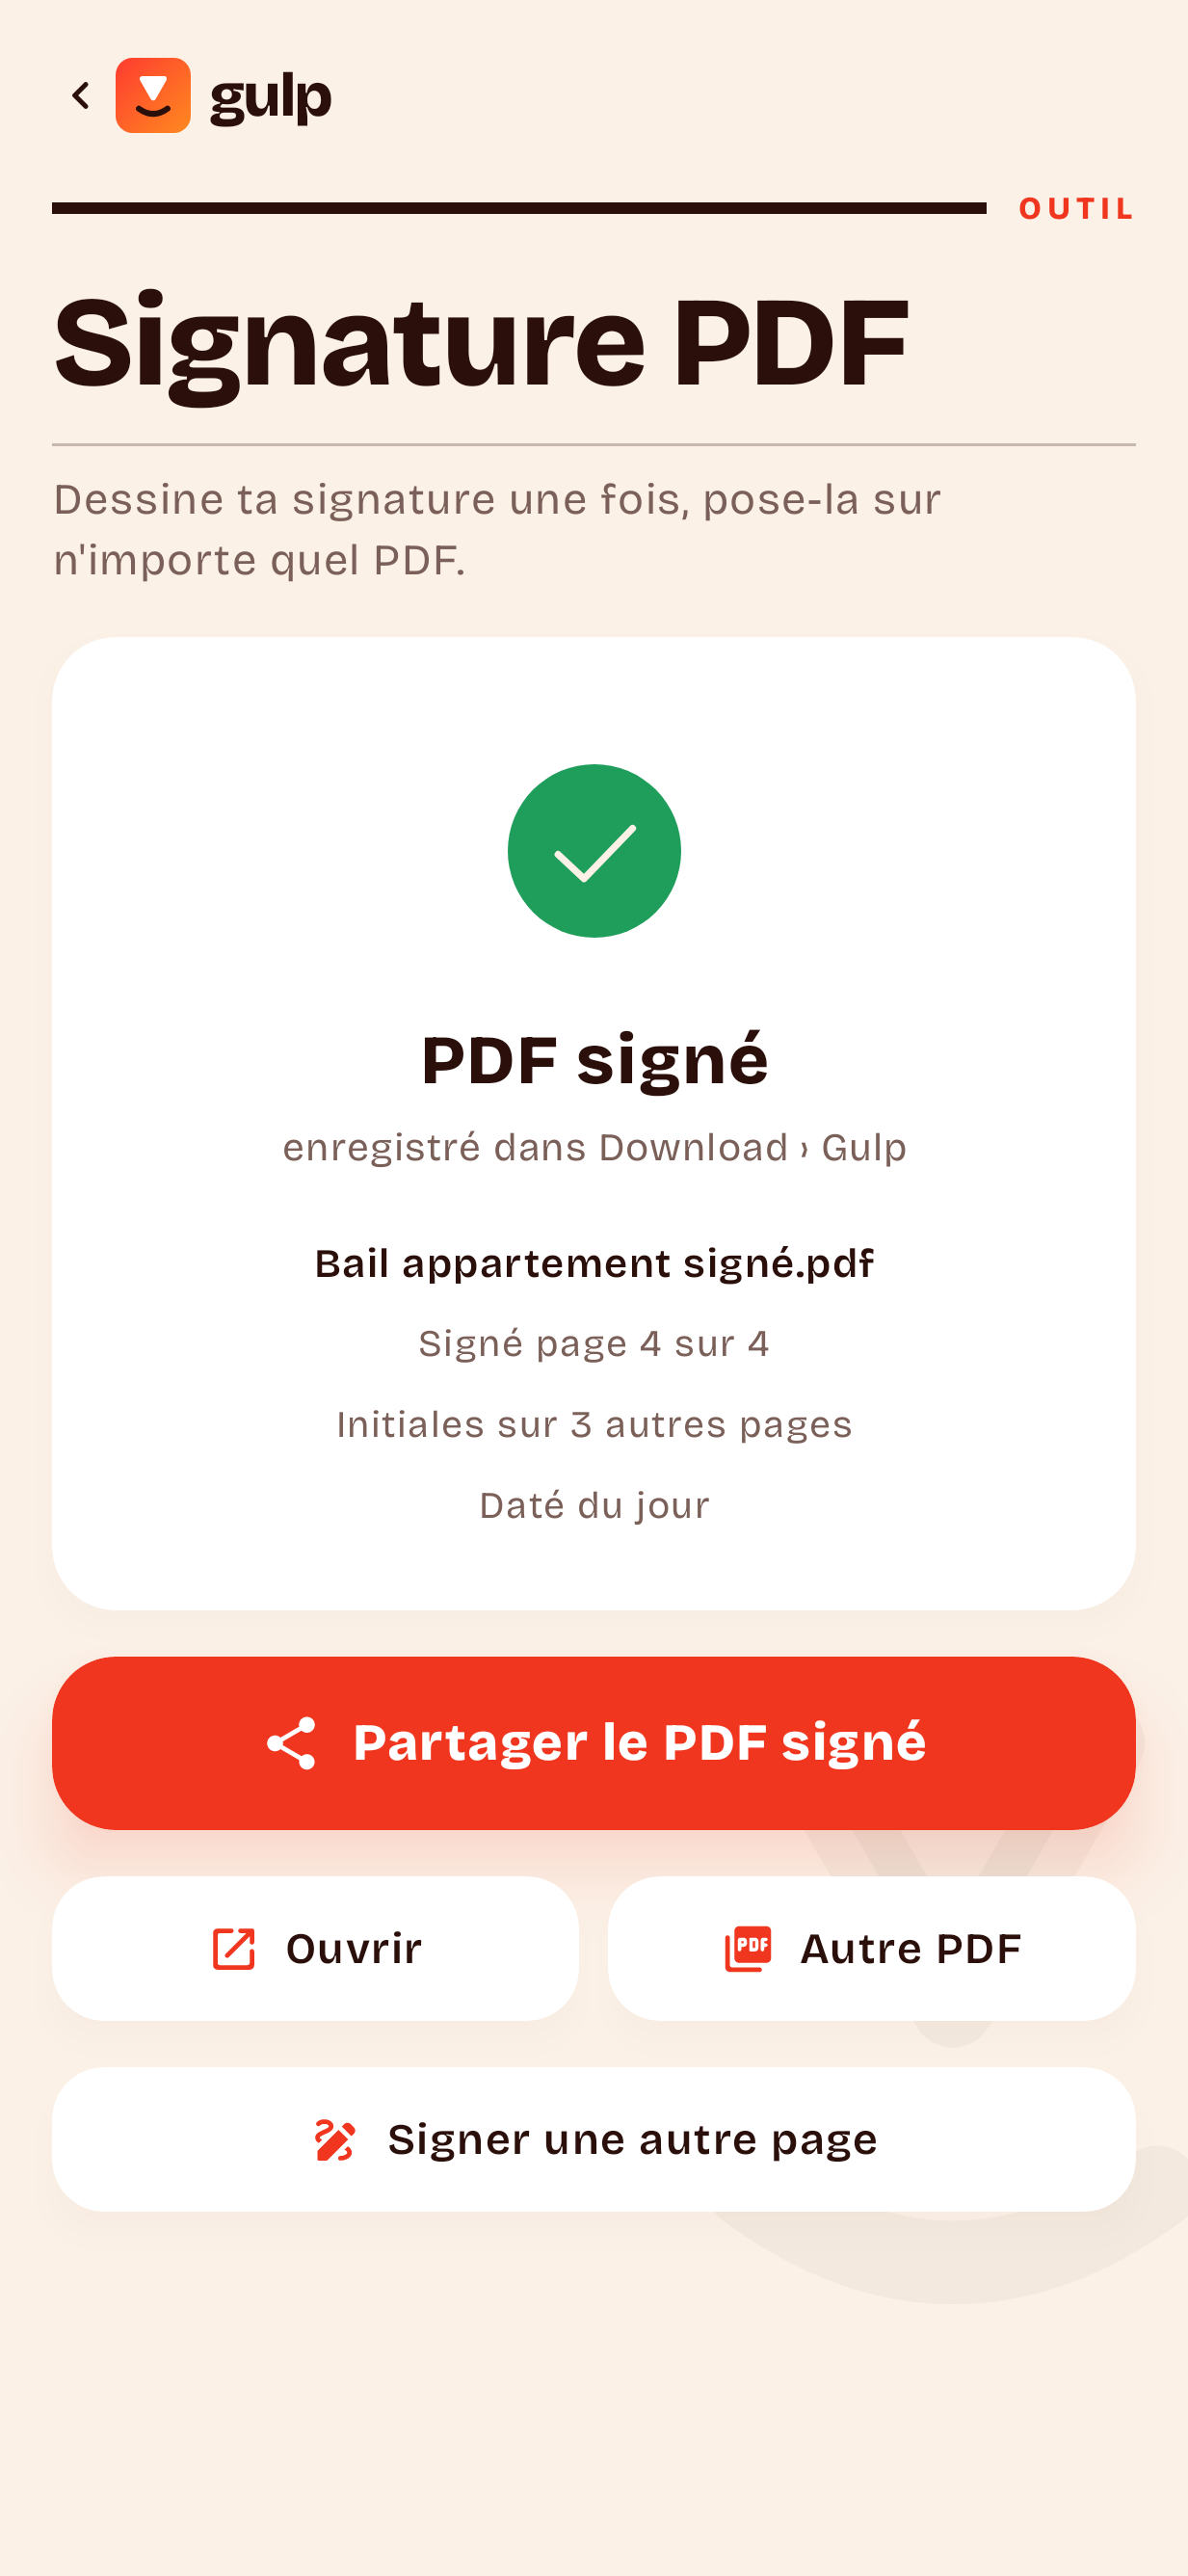 gulp
OUTIL
Signature PDF
Dessine ta signature une fois, pose-la sur
n'importe quel PDF.
PDF signé
enregistré dans Download › Gulp
Bail appartement signé.pdf
Signé page 4 sur 4
Initiales sur 3 autres pages
Daté du jour
Partager le PDF signé
Ouvrir
PDF Autre PDF
Signer une autre page